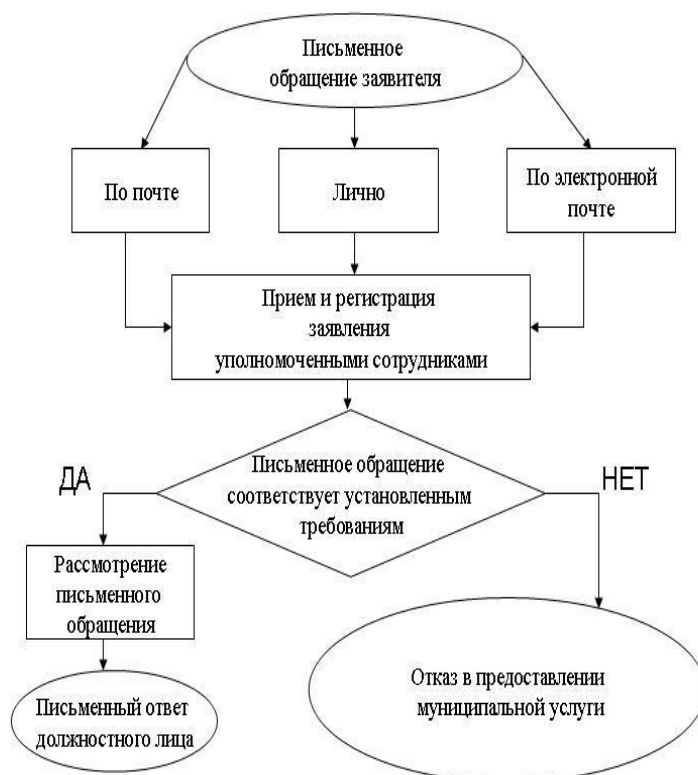 Письменное
обращение заявителя
По почте
Лично
По электронной
почте
Прием и регистрация
заявления
уполномоченными сотрудниками
Письменное обращение
соответствует установленным
требованиям
ДА
НЕТ
Рассмотрение
письменного
обращения
Письменный ответ
должностного лица
Отказ в предоставлении
муниципальной услуги